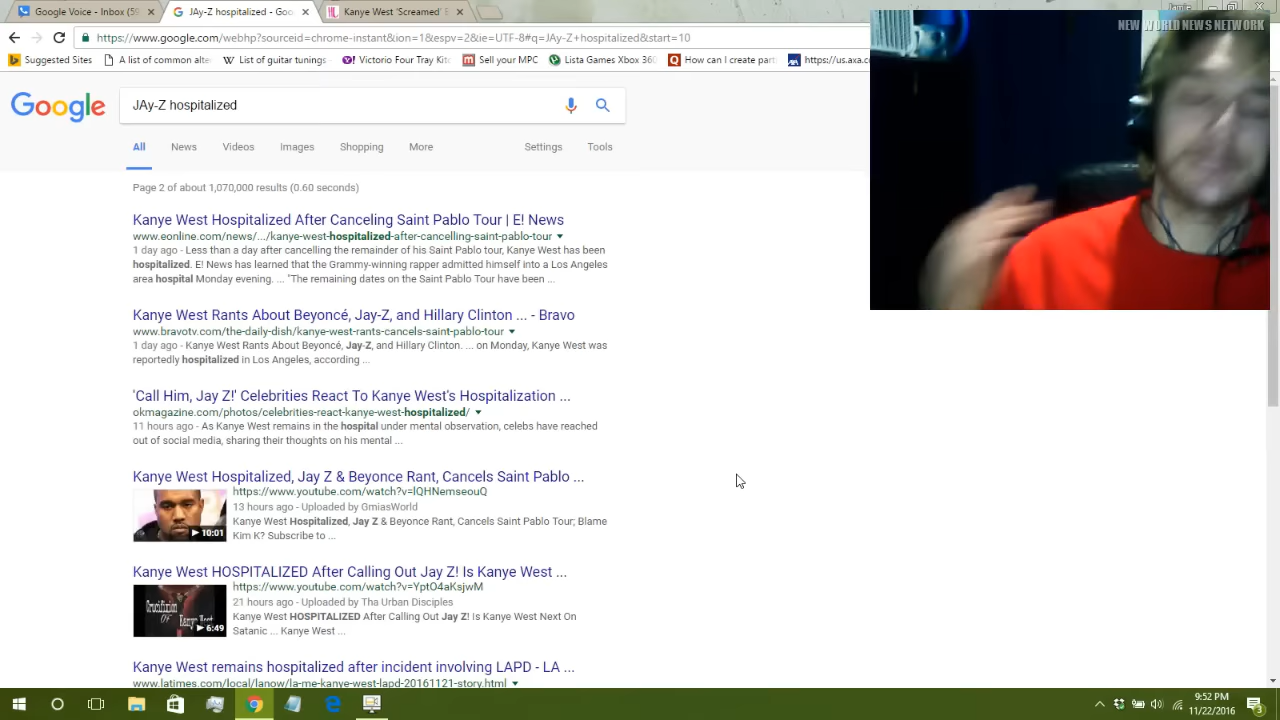 Google Voice - Inbox (59
JAy-Z hospitalized - Goo
Kanye West 'Screamed' B
https://www.google.com/webhp?sourceid=chrome-instant&ion=1&espv=2&ie=UTF-8#q=JAy-Z+hospitalized&start=10
Suggested Sites
A list of common alter
List of guitar tunings
Victorio Four Tray Kitc
Sell your MPC
Lista Games Xbox 360
How can I create parti
https://us.axa.co
NEW WORLD NEWS NETWORK
Google
JAy-Z hospitalized
All News Videos Images Shopping More Settings Tools
Page 2 of about 1,070,000 results (0.60 seconds)
Kanye West Hospitalized After Canceling Saint Pablo Tour | E! News
www.eonline.com/news/.../kanye-west-hospitalized-after-cancelling-saint-pablo-tour
1 day ago - Less than a day after cancelling the remainder of his Saint Pablo tour, Kanye West has been
hospitalized. E! News has learned that the Grammy-winning rapper admitted himself into a Los Angeles
area hospital Monday evening. ... "The remaining dates on the Saint Pablo Tour have been ...
Kanye West Rants About Beyoncé, Jay-Z, and Hillary Clinton ... - Bravo
www.bravotv.com/the-daily-dish/kanye-west-rants-cancels-saint-pablo-tour
1 day ago - Kanye West Rants About Beyoncé, Jay-Z, and Hillary Clinton. ... on Monday, Kanye West was
reportedly hospitalized in Los Angeles, according ...
'Call Him, Jay Z!' Celebrities React To Kanye West's Hospitalization ...
okmagazine.com/photos/celebrities-react-kanye-west-hospitalized/
11 hours ago - As Kanye West remains in the hospital under mental observation, celebs have reached
out of social media, sharing their thoughts on his mental ...
Kanye West Hospitalized, Jay Z & Beyonce Rant, Cancels Saint Pablo ...
https://www.youtube.com/watch?v=lQHNemseouQ
13 hours ago - Uploaded by GmiasWorld
Kanye West Hospitalized, Jay Z & Beyonce Rant, Cancels Saint Pablo Tour; Blame
Kim K? Subscribe to ...
10:01
Kanye West HOSPITALIZED After Calling Out Jay Z! Is Kanye West ...
https://www.youtube.com/watch?v=YptO4aKsjwM
21 hours ago - Uploaded by Tha Urban Disciples
Kanye West HOSPITALIZED After Calling Out Jay Z! Is Kanye West Next On
Satanic ... Kanye West ...
Crucifixion
OF Kanye West
6:49
Kanye West remains hospitalized after incident involving LAPD - LA ...
www.latimes.com/local/lanow/la-me-kanye-west-lapd-20161121-story.html
9:52 PM
11/22/2016
3